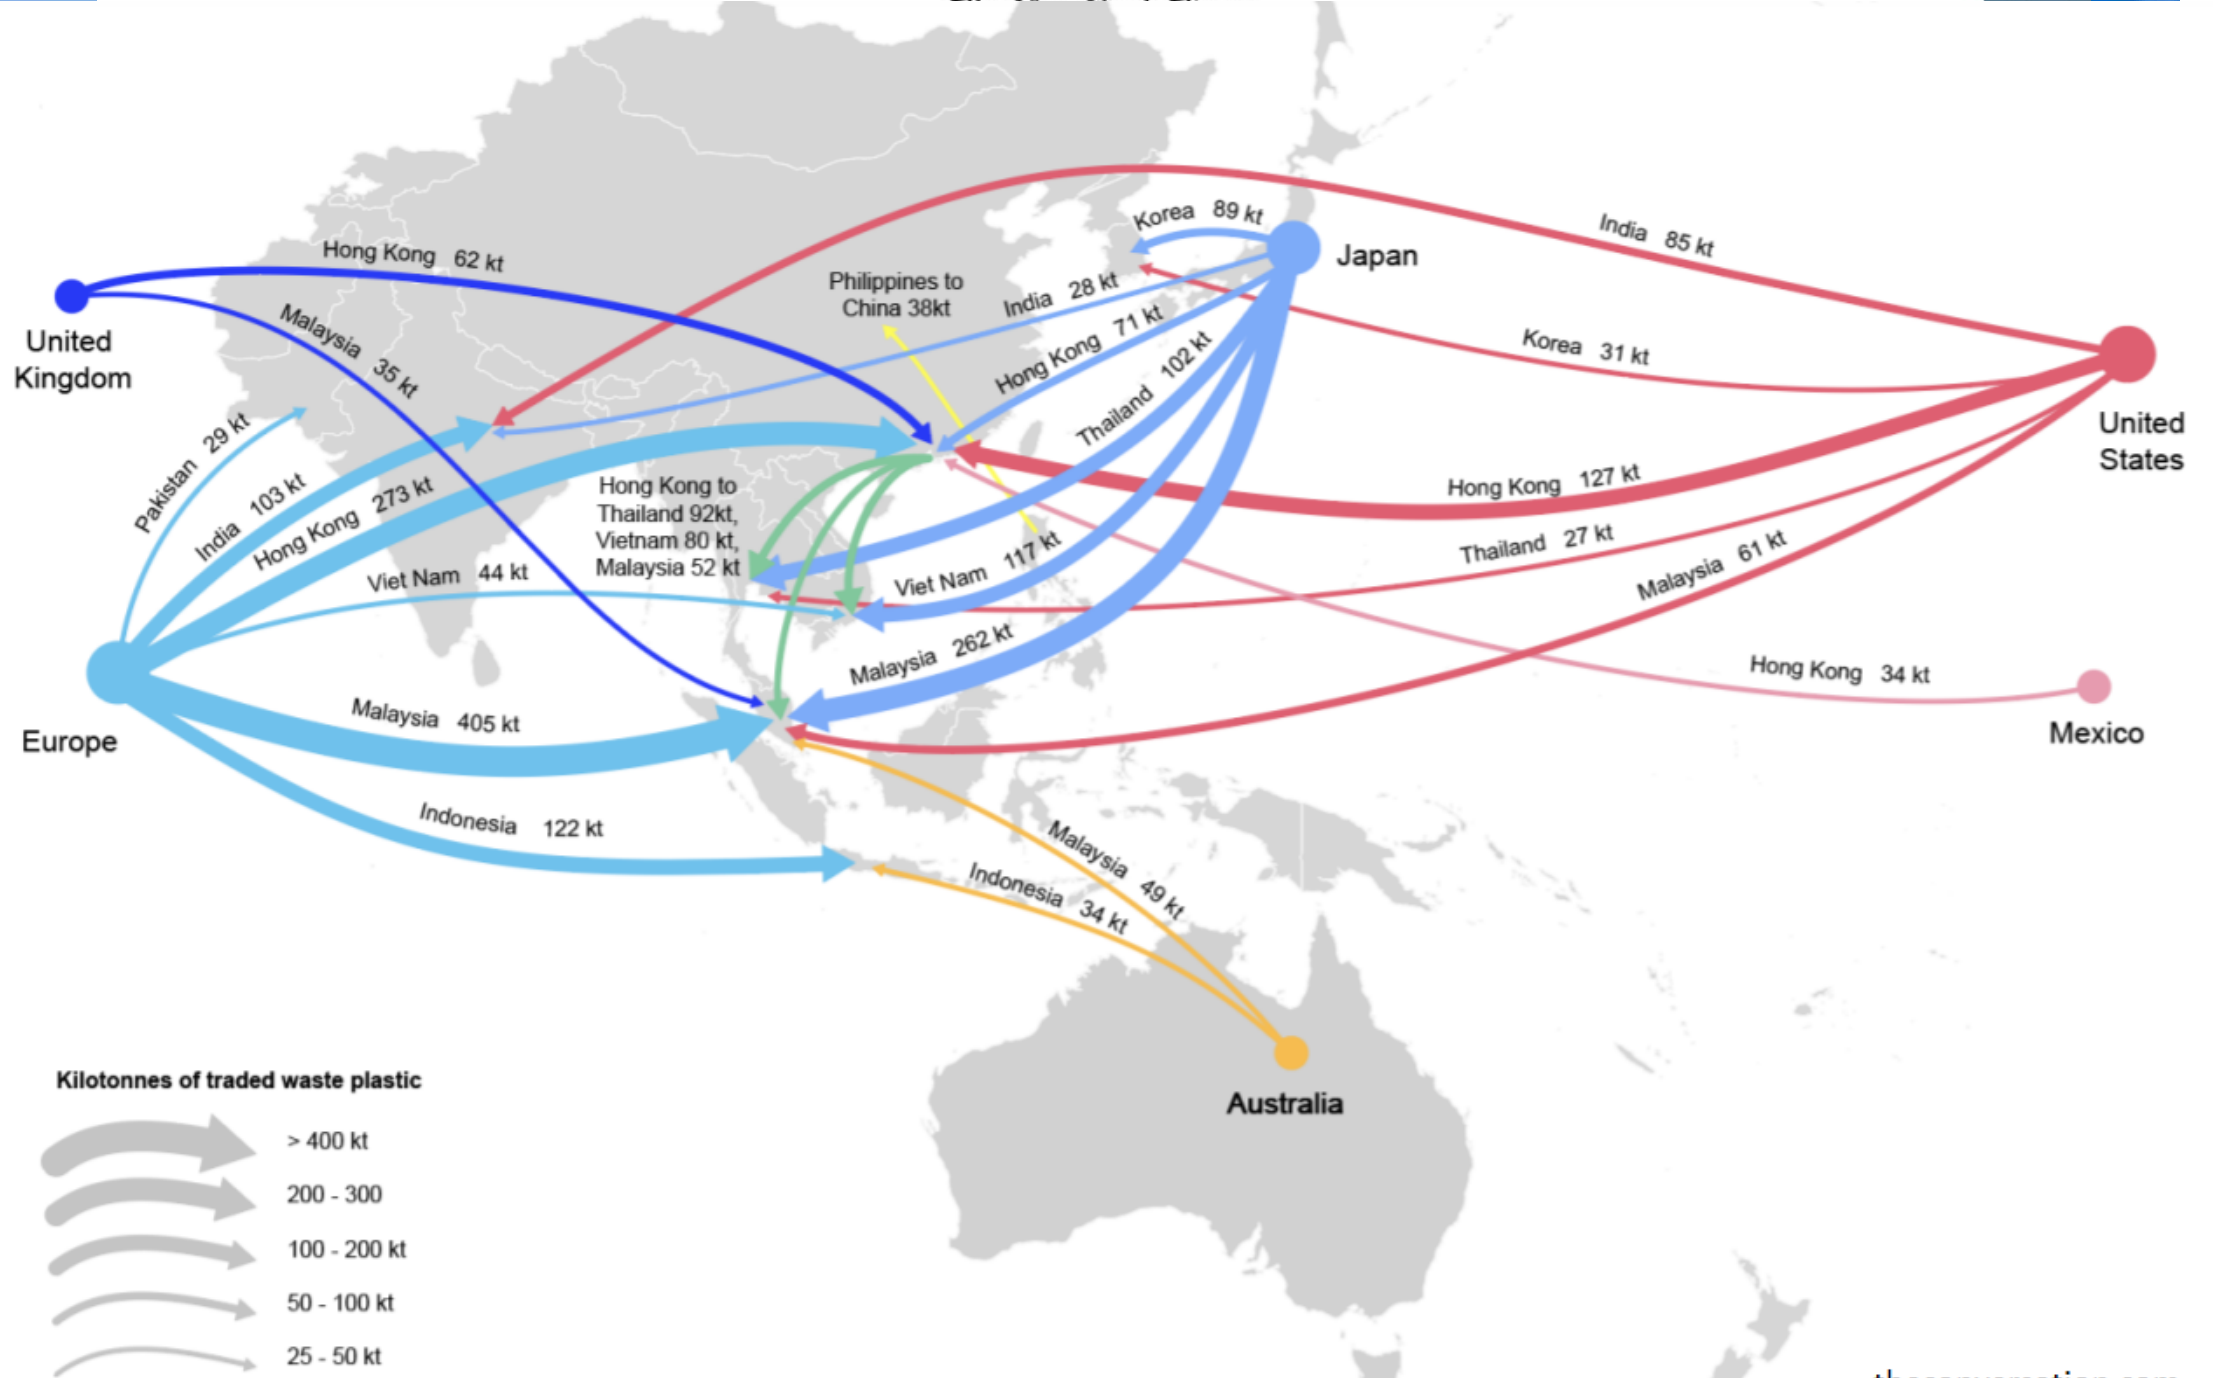 Hong Kong 62 kt
Malaysia 35 kt
United
Kingdom
Pakistan 29 kt
India 103 kt
Hong Kong 273 kt
Viet Nam 44 kt
Malaysia 405 kt
Indonesia 122 kt
Europe
Philippines to
China 38kt
Hong Kong to
Thailand 92kt,
Vietnam 80 kt,
Malaysia 52 kt
Korea 89 kt
Japan
India 28 kt
Hong Kong 71 kt
Thailand 102 kt
Viet Nam 117 kt
Malaysia 262 kt
India 85 kt
Korea 31 kt
United
States
Hong Kong 127 kt
Thailand 27 kt
Malaysia 61 kt
Hong Kong 34 kt
Mexico
Malaysia 49 kt
Indonesia 34 kt
Australia
Kilotonnes of traded waste plastic
> 400 kt
200 - 300
100 - 200 kt
50 - 100 kt
25 - 50 kt